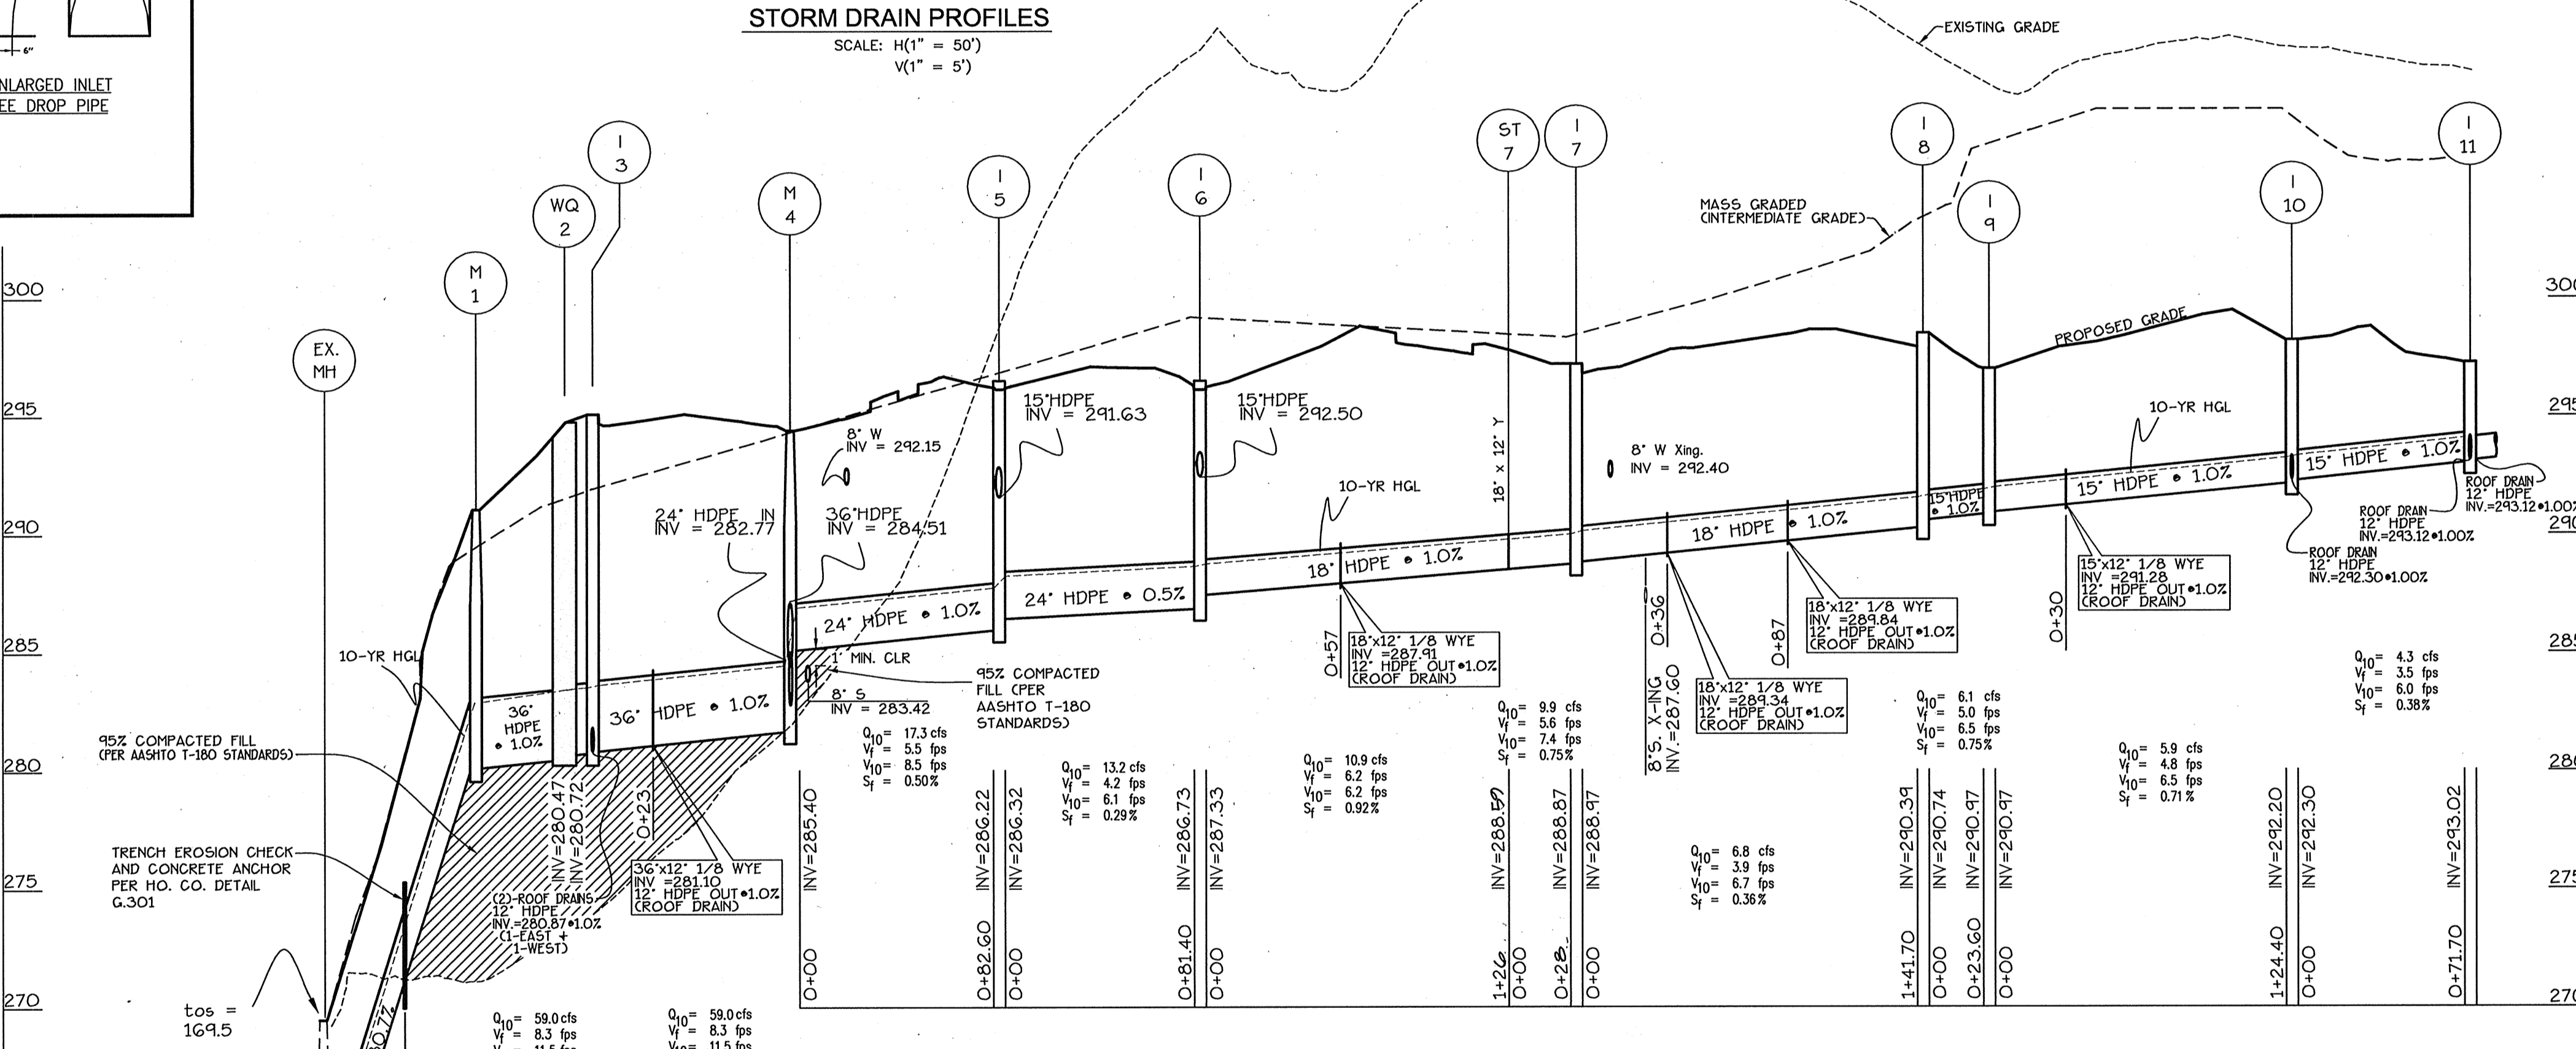 6"
NLARGED INLET
EE DROP PIPE
STORM DRAIN PROFILES
SCALE: H(1" = 50')
V(1" = 5')
EXISTING GRADE
MASS GRADED
(INTERMEDIATE GRADE)
PROPOSED GRADE
EX.
MH
M
1
WQ
2
I
3
M
4
I
5
I
6
ST
7
I
7
I
8
I
9
I
10
I
11
300
295
290
285
280
275
270
300
295
290
285
280
275
270
8" W
INV = 292.15
15"HDPE
INV = 291.63
15"HDPE
INV = 292.50
24" HDPE IN
INV = 282.77
36"HDPE
INV = 284.51
18" x 12" Y
8" W Xing.
INV = 292.40
10-YR HGL
10-YR HGL
10-YR HGL
36"
HDPE
@ 1.0%
36" HDPE @ 1.0%
24" HDPE @ 1.0%
24" HDPE @ 0.5%
18" HDPE @ 1.0%
18" HDPE @ 1.0%
15"HDPE
@ 1.0%
15" HDPE @ 1.0%
15" HDPE @ 1.0%
1' MIN. CLR
8" S
INV = 283.42
95% COMPACTED
FILL (PER
AASHTO T-180
STANDARDS)
95% COMPACTED FILL
(PER AASHTO T-180 STANDARDS)
TRENCH EROSION CHECK
AND CONCRETE ANCHOR
PER HO. CO. DETAIL
G.301
tos =
169.5
INV=280.47
INV=280.72
0+23
(2)-ROOF DRAINS
12" HDPE
INV.=280.87@1.0%
(1-EAST +
1-WEST)
36"x12" 1/8 WYE
INV =281.10
12" HDPE OUT@1.0%
(ROOF DRAIN)
0+57
18"x12" 1/8 WYE
INV =287.91
12" HDPE OUT@1.0%
(ROOF DRAIN)
8"S. X-ING
INV.=287.60
0+36
18"x12" 1/8 WYE
INV =289.34
12" HDPE OUT@1.0%
(ROOF DRAIN)
0+87
18"x12" 1/8 WYE
INV =289.84
12" HDPE OUT@1.0%
(ROOF DRAIN)
0+30
15"x12" 1/8 WYE
INV =291.28
12" HDPE OUT@1.0%
(ROOF DRAIN)
ROOF DRAIN
12" HDPE
INV.=292.30@1.00%
ROOF DRAIN
12" HDPE
INV.=293.12@1.00%
ROOF DRAIN
12" HDPE
INV.=293.12@1.00%
Q10= 17.3 cfs
Vf = 5.5 fps
V10= 8.5 fps
Sf = 0.50%
Q10= 13.2 cfs
Vf = 4.2 fps
V10= 6.1 fps
Sf = 0.29%
Q10= 10.9 cfs
Vf = 6.2 fps
V10= 6.2 fps
Sf = 0.92%
Q10= 9.9 cfs
Vf = 5.6 fps
V10= 7.4 fps
Sf = 0.75%
Q10= 6.8 cfs
Vf = 3.9 fps
V10= 6.7 fps
Sf = 0.36%
Q10= 6.1 cfs
Vf = 5.0 fps
V10= 6.5 fps
Sf = 0.75%
Q10= 5.9 cfs
Vf = 4.8 fps
V10= 6.5 fps
Sf = 0.71%
Q10= 4.3 cfs
Vf = 3.5 fps
V10= 6.0 fps
Sf = 0.38%
INV=285.40
INV=286.22
INV=286.32
INV=286.73
INV=287.33
INV=288.59
INV=288.87
INV=288.97
INV=290.39
INV=290.74
INV=290.97
INV=290.97
INV=292.20
INV=292.30
INV=293.02
0+00
0+82.60
0+00
0+81.40
0+00
1+26.
0+00
0+28.
0+00
1+41.70
0+00
0+23.60
0+00
1+24.40
0+00
0+71.70
Q10= 59.0 cfs
Vf = 8.3 fps
11.5 fps
Q10= 59.0 cfs
Vf = 8.3 fps
V10= 11.5 fps